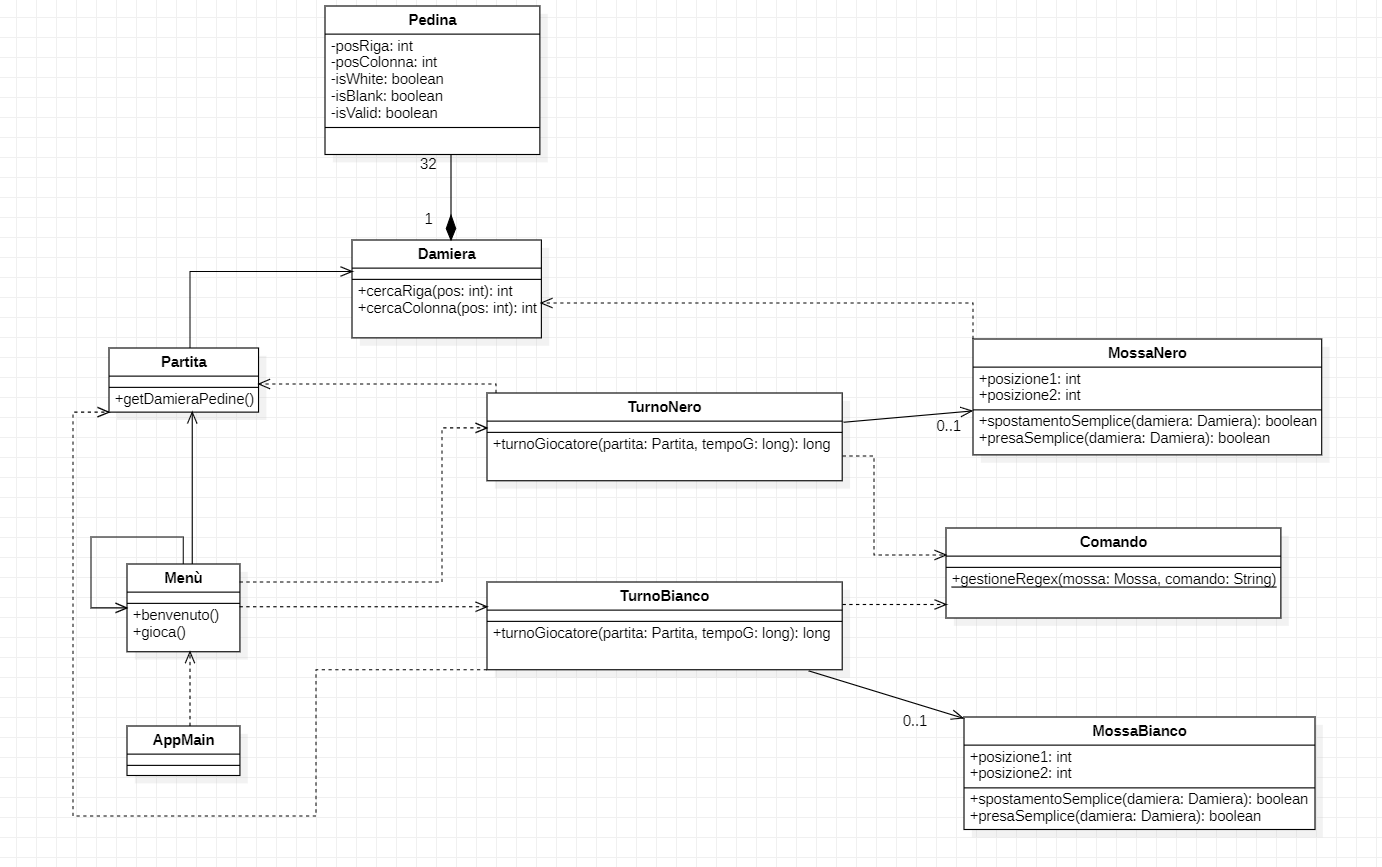 Pedina
-posRiga: int
-posColonna: int
-isWhite: boolean
-isBlank: boolean
-isValid: boolean
32
1
Damiera
+cercaRiga(pos: int): int
+cercaColonna(pos: int): int
Partita
+getDamieraPedine()
MossaNero
+posizione1: int
+posizione2: int
+spostamentoSemplice(damiera: Damiera): boolean
+presaSemplice(damiera: Damiera): boolean
TurnoNero
+turnoGiocatore(partita: Partita, tempoG: long): long
0..1
Comando
+gestioneRegex(mossa: Mossa, comando: String)
Menù
+benvenuto()
+gioca()
TurnoBianco
+turnoGiocatore(partita: Partita, tempoG: long): long
0..1
AppMain
MossaBianco
+posizione1: int
+posizione2: int
+spostamentoSemplice(damiera: Damiera): boolean
+presaSemplice(damiera: Damiera): boolean